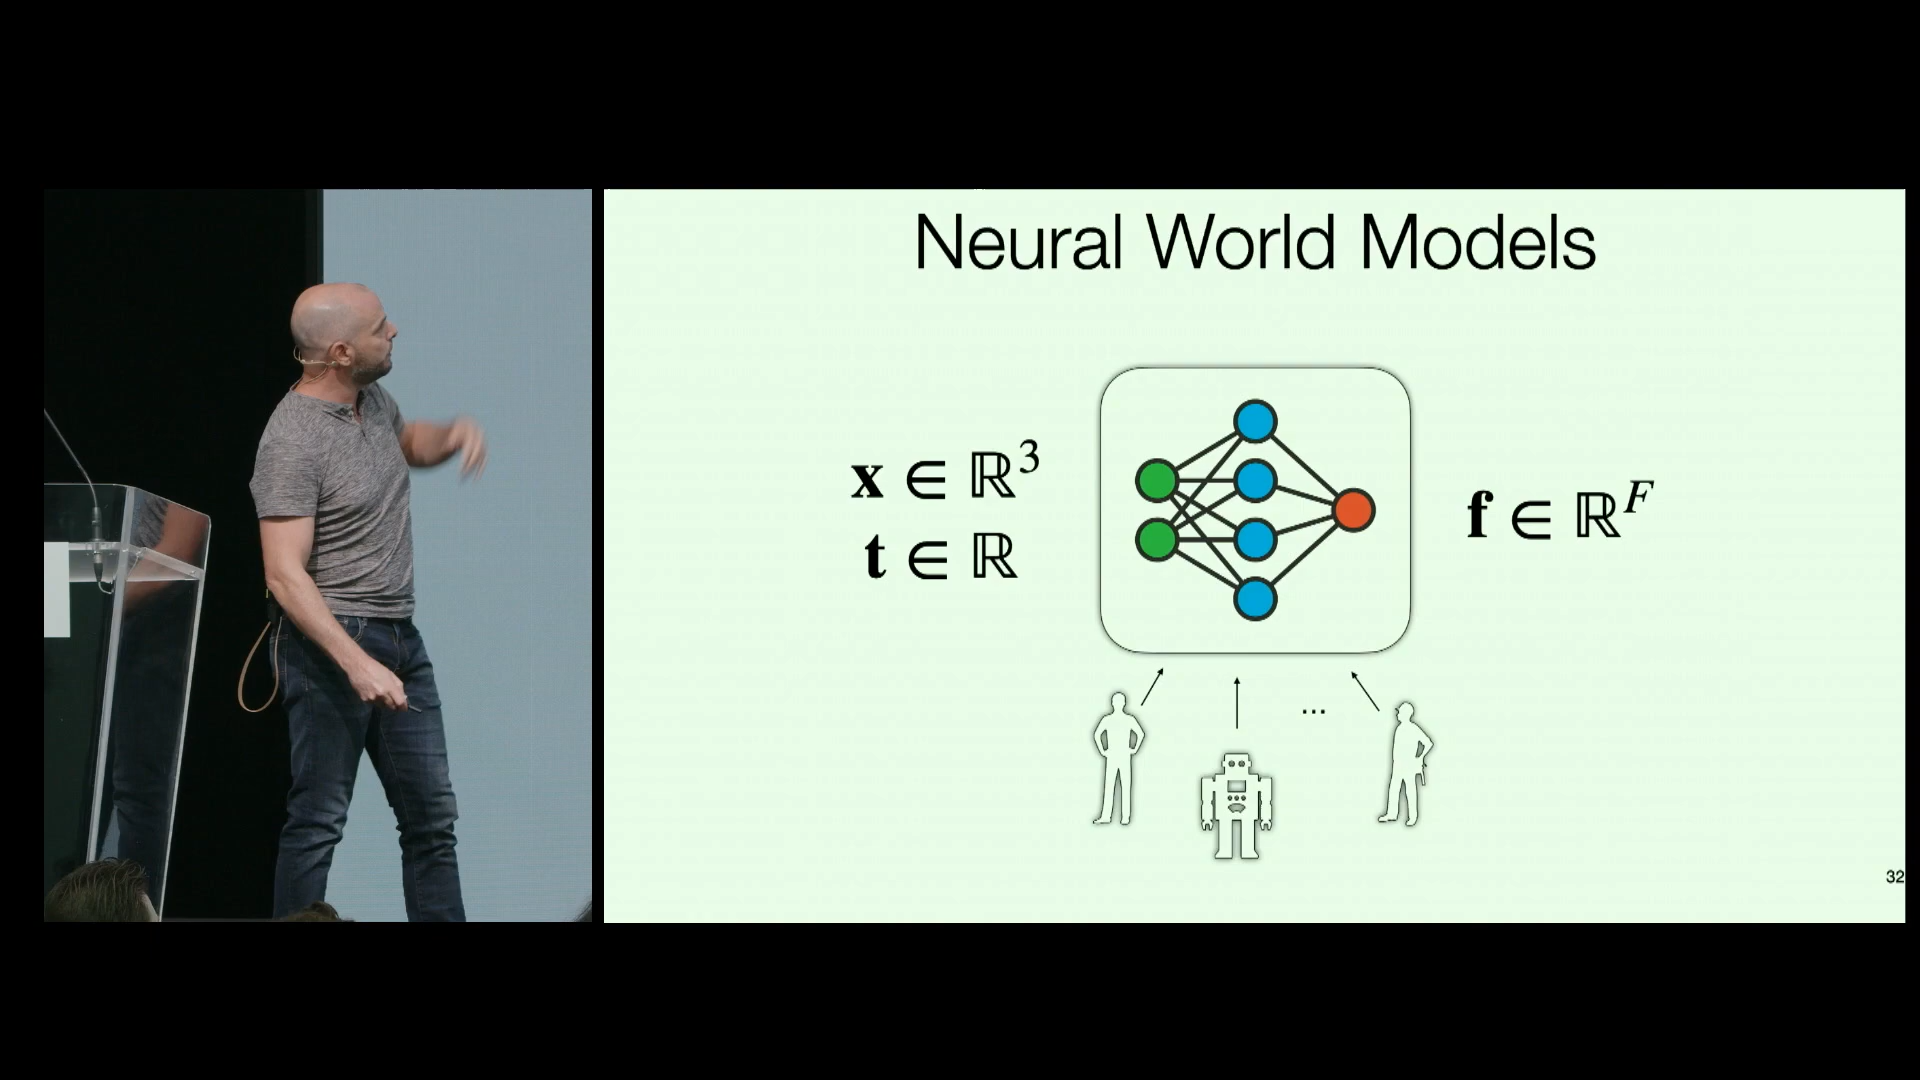 Neural World Models
𝐱 ∈ ℝ³
𝐭 ∈ ℝ
𝐟 ∈ ℝ^F
...
32